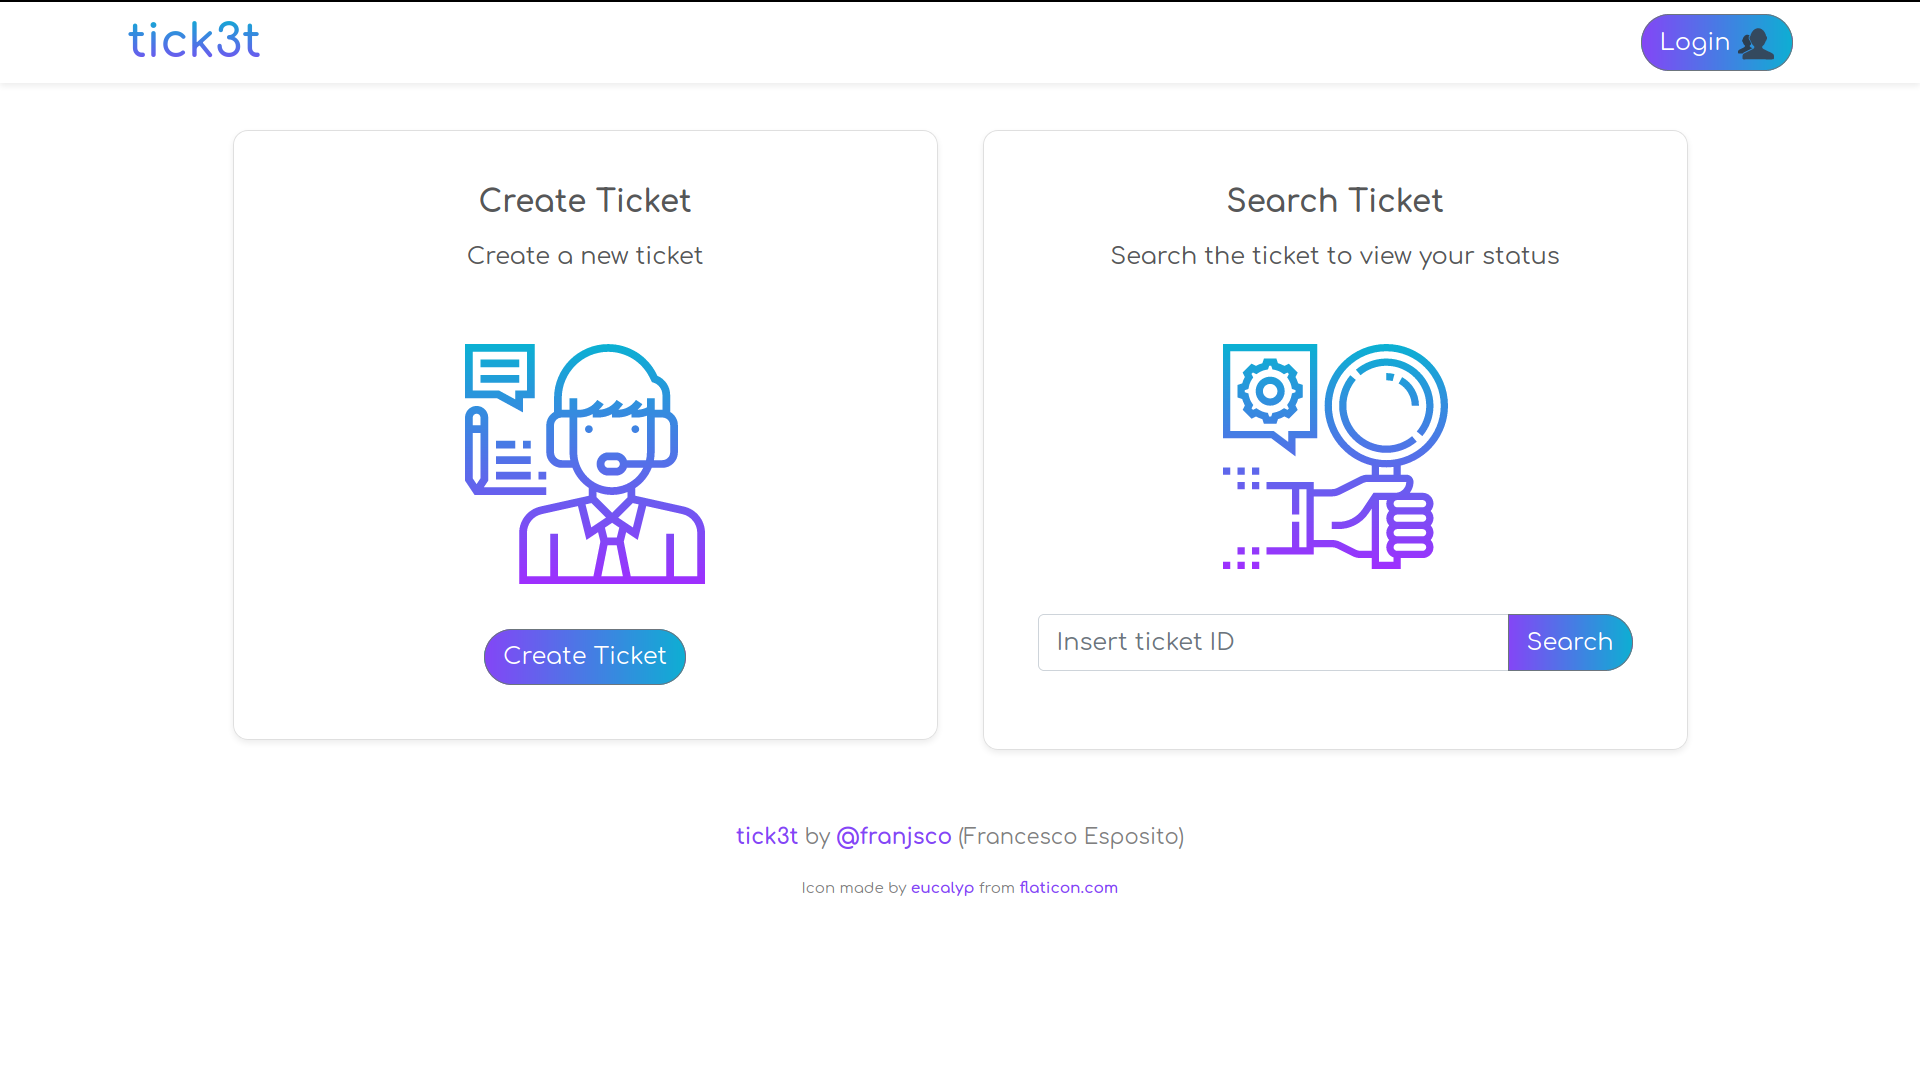 tick3t
Login
Create Ticket
Create a new ticket
Create Ticket
Search Ticket
Search the ticket to view your status
Insert ticket ID
Search
tick3t by @franjsco (Francesco Esposito)
Icon made by eucalyp from flaticon.com